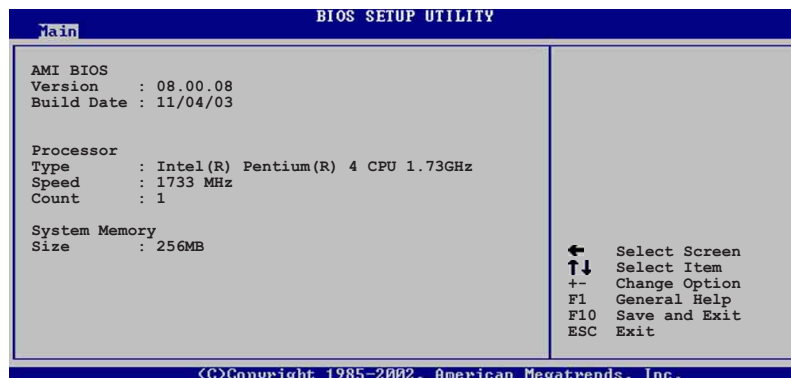 BIOS SETUP UTILITY
Main
AMI BIOS
Version : 08.00.08
Build Date : 11/04/03
Processor
Type : Intel(R) Pentium(R) 4 CPU 1.73GHz
Speed : 1733 MHz
Count : 1
System Memory
Size : 256MB
← Select Screen
↑↓ Select Item
+- Change Option
F1 General Help
F10 Save and Exit
ESC Exit
(C)Copyright 1985-2002, American Megatrends, Inc.